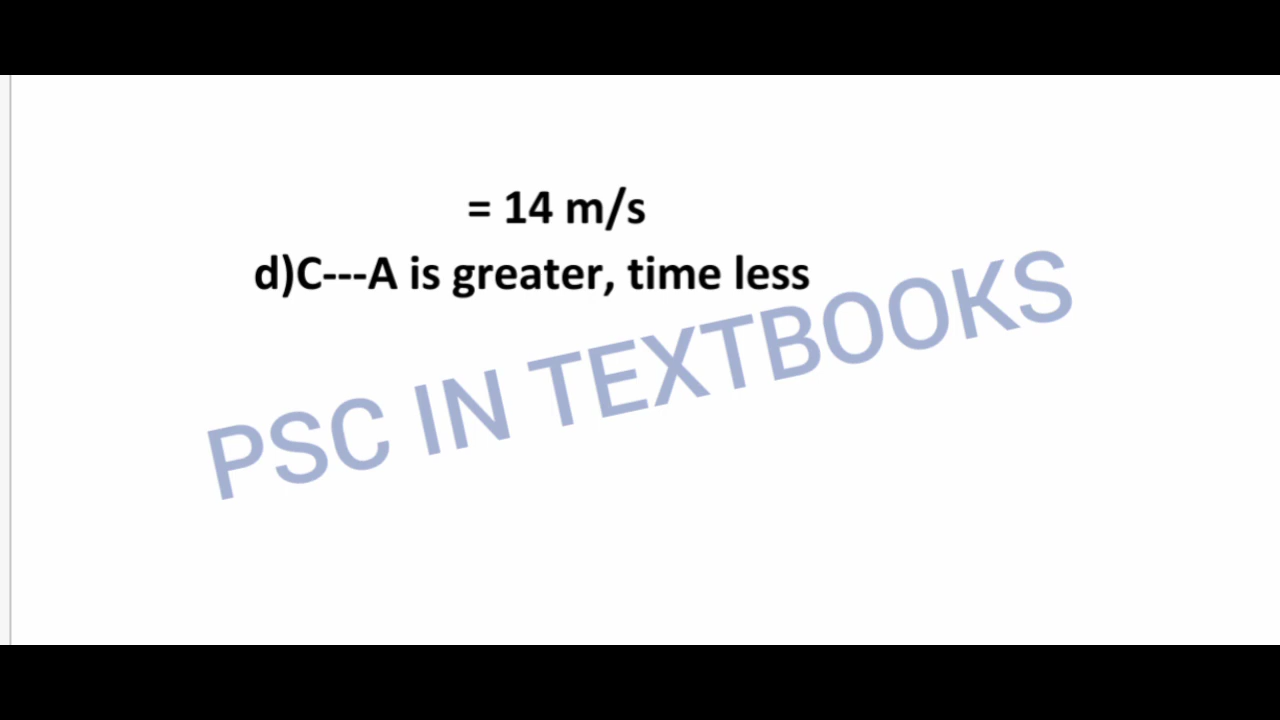 = 14 m/s
d)C---A is greater, time less
PSC IN TEXTBOOKS